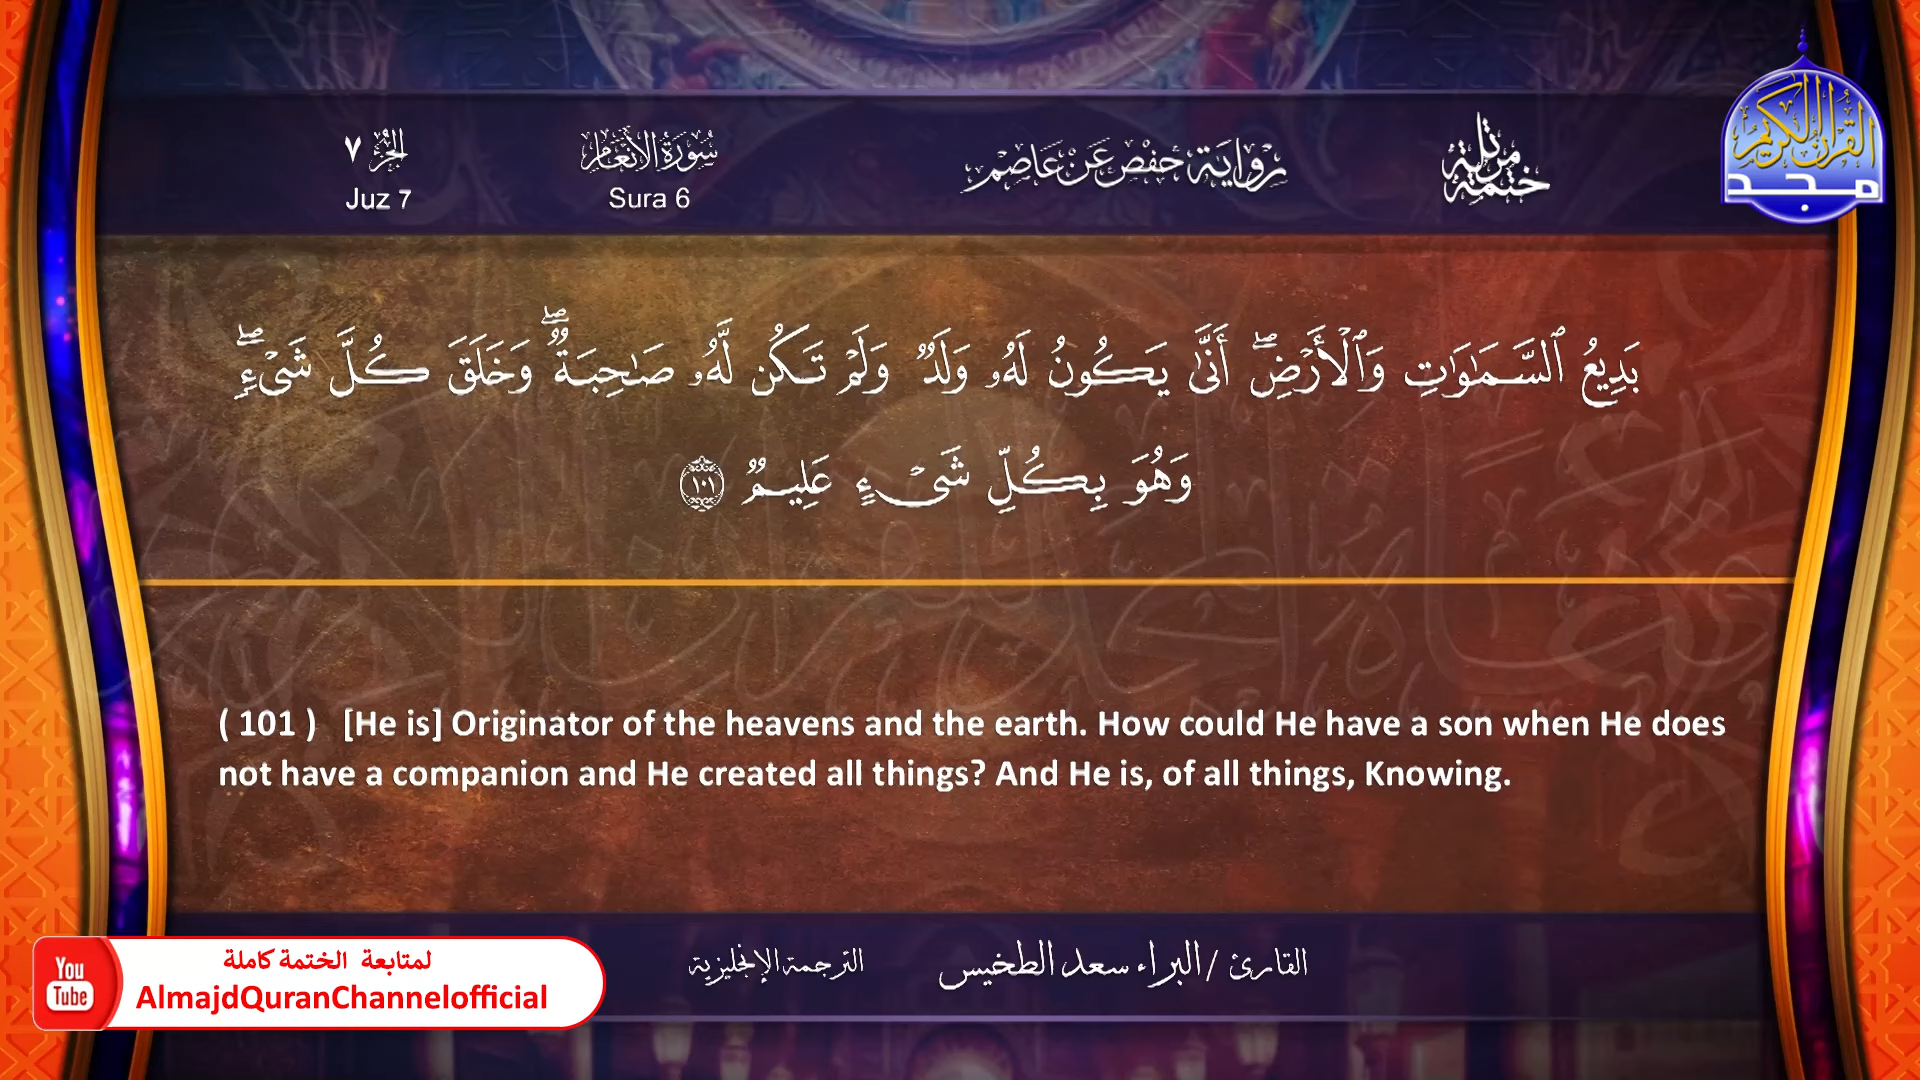 الجزء ٧
Juz 7
سورة الأنعام
Sura 6
رواية حفص عن عاصم
ختمة مرتلة
القرآن الكريم
مجد
بَدِيعُ ٱلسَّمَٰوَٰتِ وَٱلْأَرْضِۖ أَنَّىٰ يَكُونُ لَهُۥ وَلَدٌ وَلَمْ تَكُن لَّهُۥ صَٰحِبَةٌۖ وَخَلَقَ كُلَّ شَىْءٍۖ
وَهُوَ بِكُلِّ شَىْءٍ عَلِيمٌ ١٠١
( 101 ) [He is] Originator of the heavens and the earth. How could He have a son when He does
not have a companion and He created all things? And He is, of all things, Knowing.
القارئ / البراء سعد الطخيس
الترجمة الإنجليزية
You
Tube
لمتابعة الختمة كاملة
AlmajdQuranChannelofficial